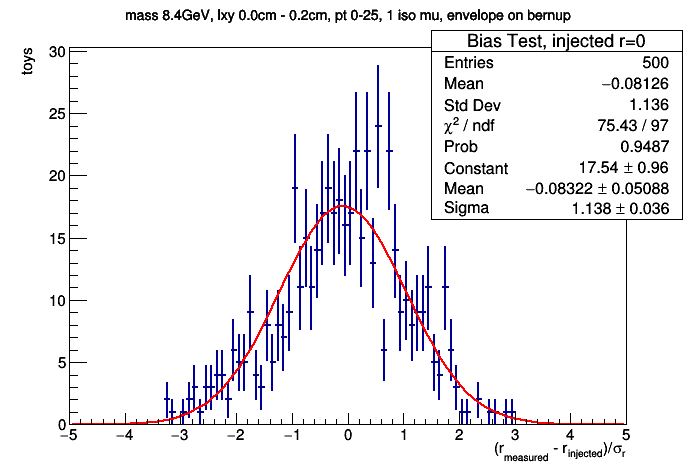 mass 8.4GeV, lxy 0.0cm - 0.2cm, pt 0-25, 1 iso mu, envelope on bernup
toys
Bias Test, injected r=0
Entries 500
Mean −0.08126
Std Dev 1.136
χ² / ndf 75.43 / 97
Prob 0.9487
Constant 17.54 ± 0.96
Mean −0.08322 ± 0.05088
Sigma 1.138 ± 0.036
30
25
20
15
10
5
0
−5 −4 −3 −2 −1 0 1 2 3 4 5
(r_measured - r_injected)/σ_r